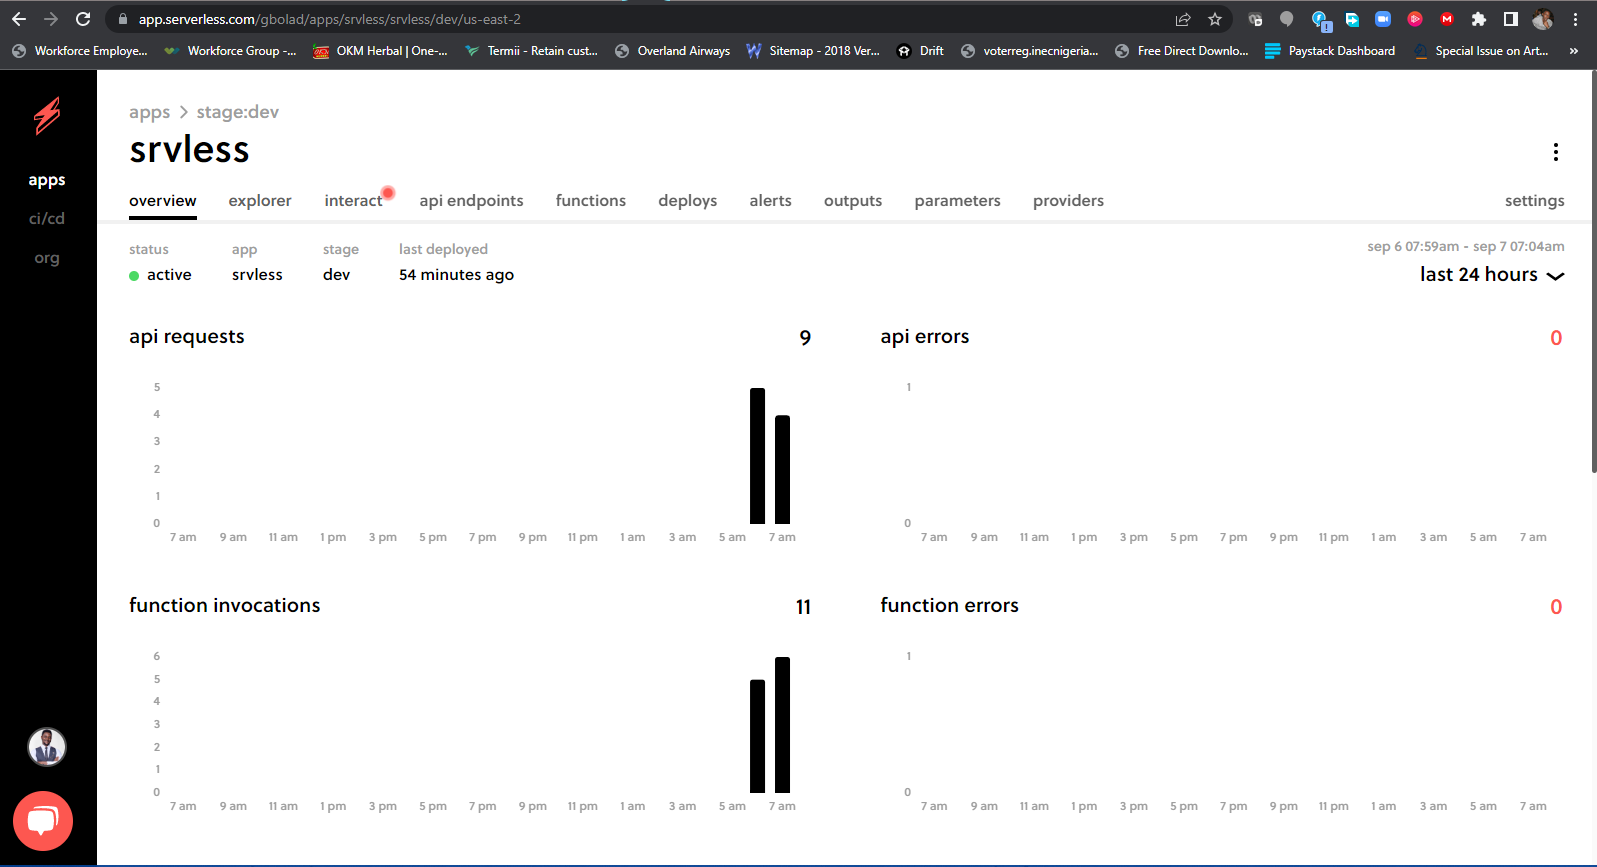 app.serverless.com/gbolad/apps/srvless/srvless/dev/us-east-2
Workforce Employe... Workforce Group -... OKM Herbal | One-... Termii - Retain cust... Overland Airways Sitemap - 2018 Ver... Drift voterreg.inecnigeria... Free Direct Downlo... Paystack Dashboard Special Issue on Art... »
apps > stage:dev
srvless
apps
ci/cd
org
overview explorer interact api endpoints functions deploys alerts outputs parameters providers settings
status app stage last deployed
active srvless dev 54 minutes ago
sep 6 07:59am - sep 7 07:04am
last 24 hours
api requests 9
5
4
3
2
1
0
7 am 9 am 11 am 1 pm 3 pm 5 pm 7 pm 9 pm 11 pm 1 am 3 am 5 am 7 am
api errors 0
1
0
7 am 9 am 11 am 1 pm 3 pm 5 pm 7 pm 9 pm 11 pm 1 am 3 am 5 am 7 am
function invocations 11
6
5
4
3
2
1
0
7 am 9 am 11 am 1 pm 3 pm 5 pm 7 pm 9 pm 11 pm 1 am 3 am 5 am 7 am
function errors 0
1
0
7 am 9 am 11 am 1 pm 3 pm 5 pm 7 pm 9 pm 11 pm 1 am 3 am 5 am 7 am